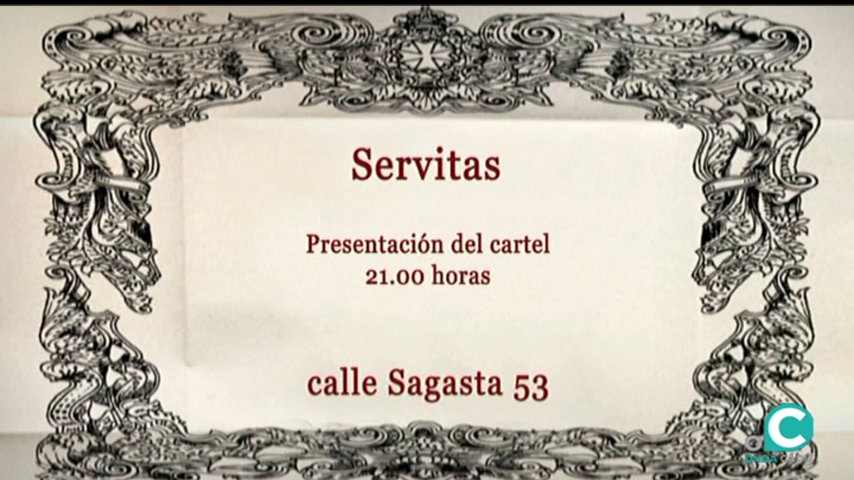 Servitas
Presentación del cartel
21.00 horas
calle Sagasta 53
C